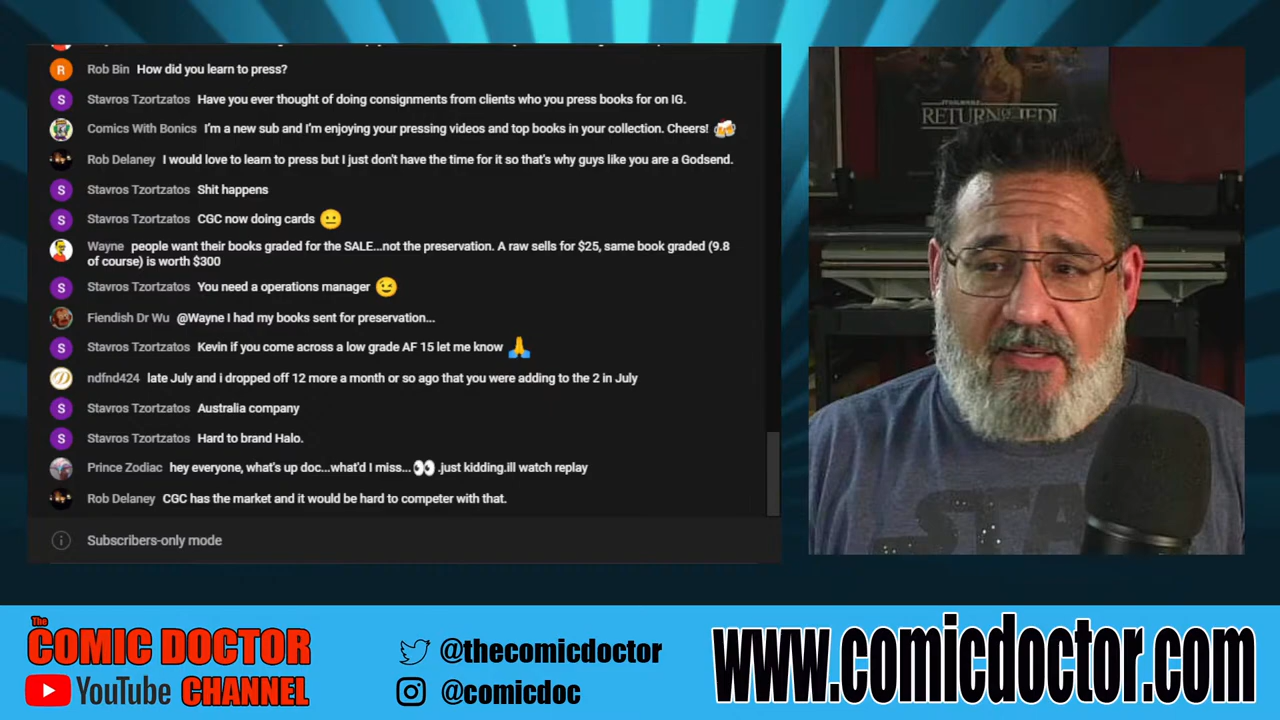 Rob Bin How did you learn to press?
Stavros Tzortzatos Have you ever thought of doing consignments from clients who you press books for on IG.
Comics With Bonics I'm a new sub and I'm enjoying your pressing videos and top books in your collection. Cheers! 🍻
Rob Delaney I would love to learn to press but I just don't have the time for it so that's why guys like you are a Godsend.
Stavros Tzortzatos Shit happens
Stavros Tzortzatos CGC now doing cards 😐
Wayne people want their books graded for the SALE...not the preservation. A raw sells for $25, same book graded (9.8
of course) is worth $300
Stavros Tzortzatos You need a operations manager 😉
Fiendish Dr Wu @Wayne I had my books sent for preservation...
Stavros Tzortzatos Kevin if you come across a low grade AF 15 let me know 🙏
ndfnd424 late July and i dropped off 12 more a month or so ago that you were adding to the 2 in July
Stavros Tzortzatos Australia company
Stavros Tzortzatos Hard to brand Halo.
Prince Zodiac hey everyone, what's up doc...what'd I miss... 👀 .just kidding.ill watch replay
Rob Delaney CGC has the market and it would be hard to competer with that.
Subscribers-only mode
STAR WARS
RETURN OF THE JEDI
STA
The
COMIC DOCTOR
YouTube CHANNEL
@thecomicdoctor
@comicdoc
www.comicdoctor.com